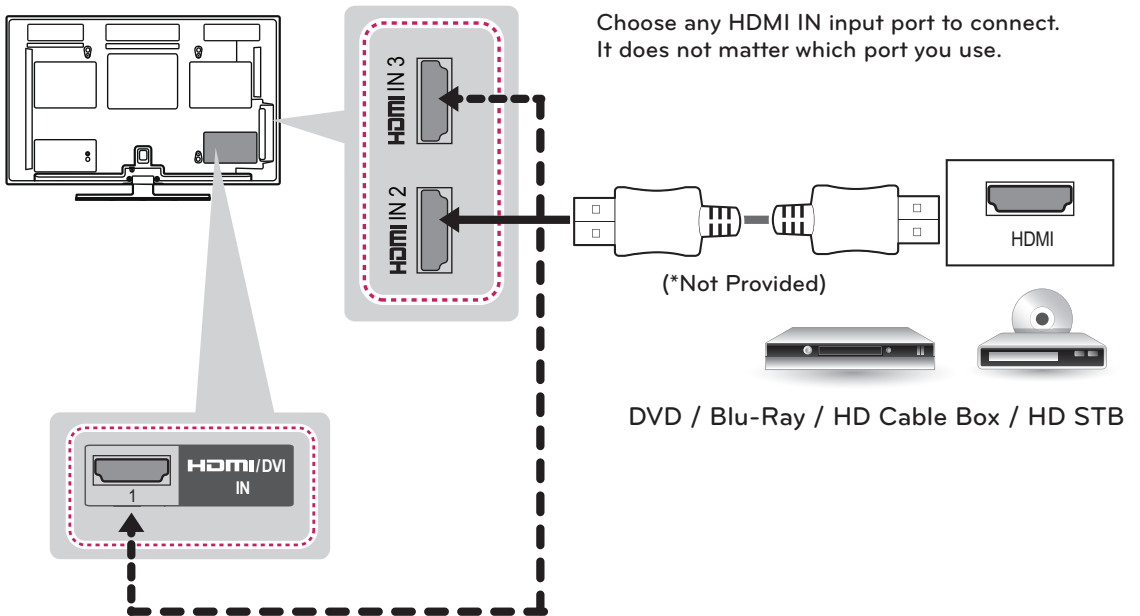 Choose any HDMI IN input port to connect.
It does not matter which port you use.
HDMI IN 3
HDMI IN 2
HDMI
(*Not Provided)
DVD / Blu-Ray / HD Cable Box / HD STB
HDMI/DVI
IN
1